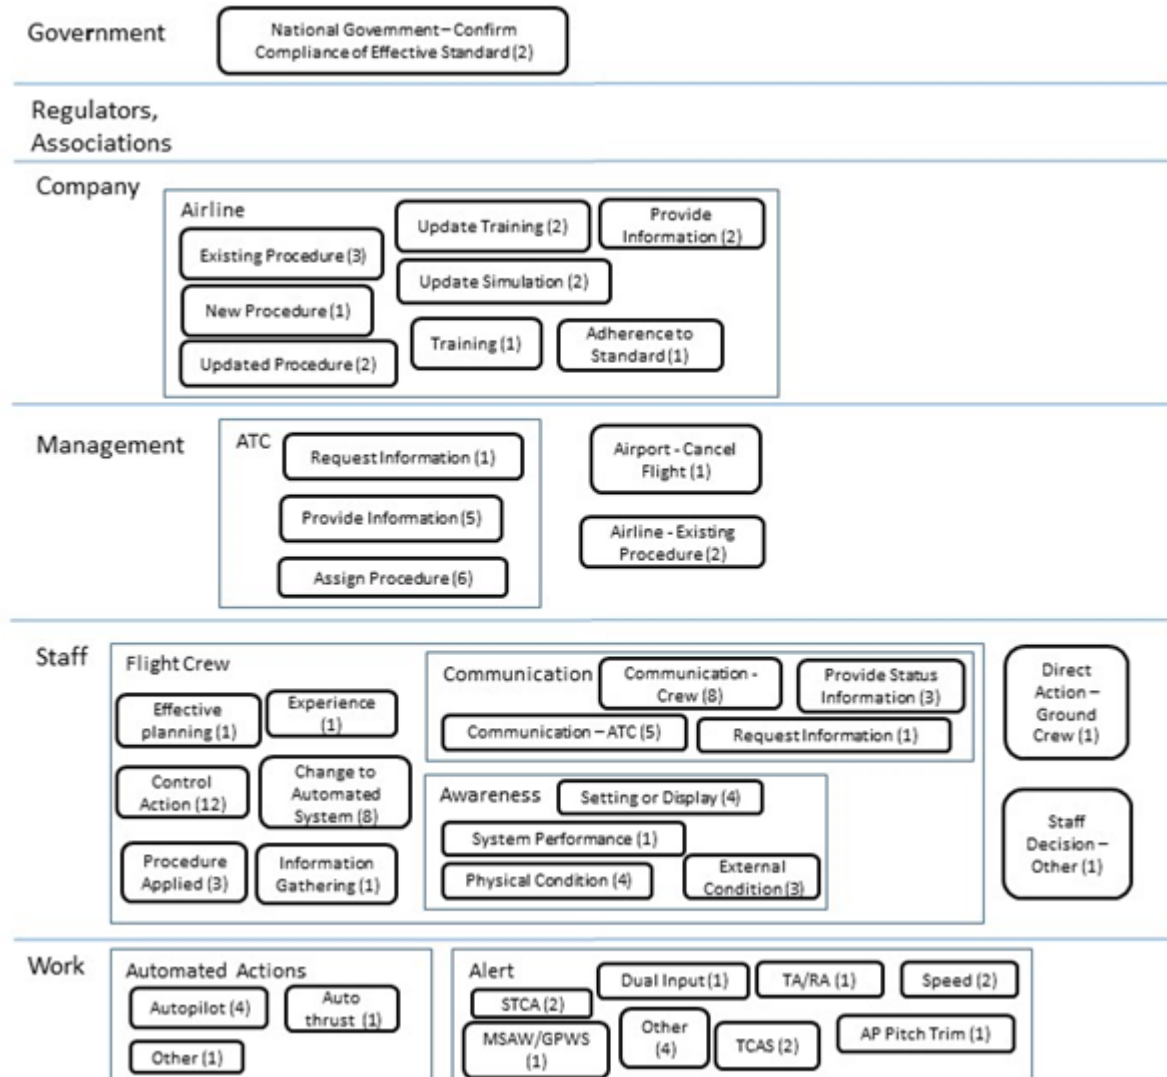 Government
National Government – Confirm
Compliance of Effective Standard (2)
Regulators,
Associations
Company
Airline
Existing Procedure (3)
New Procedure (1)
Updated Procedure (2)
Update Training (2)
Update Simulation (2)
Training (1)
Provide
Information (2)
Adherence to
Standard (1)
Management
ATC
Request Information (1)
Provide Information (5)
Assign Procedure (6)
Airport - Cancel
Flight (1)
Airline - Existing
Procedure (2)
Staff
Flight Crew
Effective
planning (1)
Experience
(1)
Control
Action (12)
Change to
Automated
System (8)
Procedure
Applied (3)
Information
Gathering (1)
Communication
Communication -
Crew (8)
Provide Status
Information (3)
Communication – ATC (5)
Request Information (1)
Awareness
Setting or Display (4)
System Performance (1)
Physical Condition (4)
External
Condition (3)
Direct
Action –
Ground
Crew (1)
Staff
Decision –
Other (1)
Work
Automated Actions
Autopilot (4)
Auto
thrust (1)
Other (1)
Alert
STCA (2)
MSAW/GPWS
(1)
Dual Input (1)
Other
(4)
TA/RA (1)
TCAS (2)
Speed (2)
AP Pitch Trim (1)